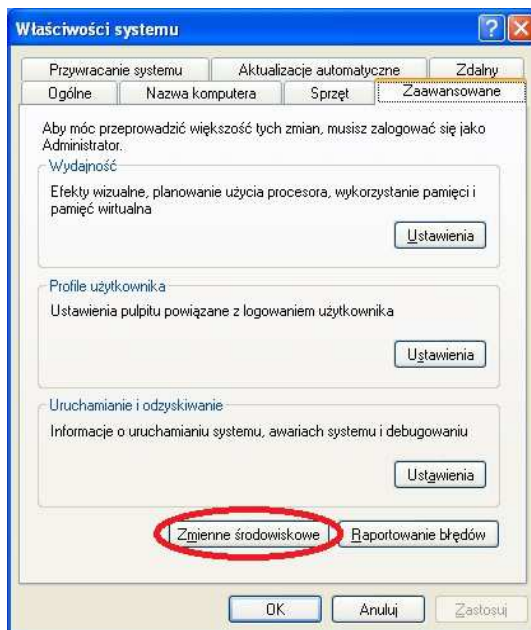 Właściwości systemu
Przywracanie systemu Aktualizacje automatyczne Zdalny
Ogólne Nazwa komputera Sprzęt Zaawansowane
Aby móc przeprowadzić większość tych zmian, musisz zalogować się jako
Administrator.
Wydajność
Efekty wizualne, planowanie użycia procesora, wykorzystanie pamięci i
pamięć wirtualna
Ustawienia
Profile użytkownika
Ustawienia pulpitu powiązane z logowaniem użytkownika
Ustawienia
Uruchamianie i odzyskiwanie
Informacje o uruchamianiu systemu, awariach systemu i debugowaniu
Ustawienia
Zmienne środowiskowe Raportowanie błędów
OK Anuluj Zastosuj